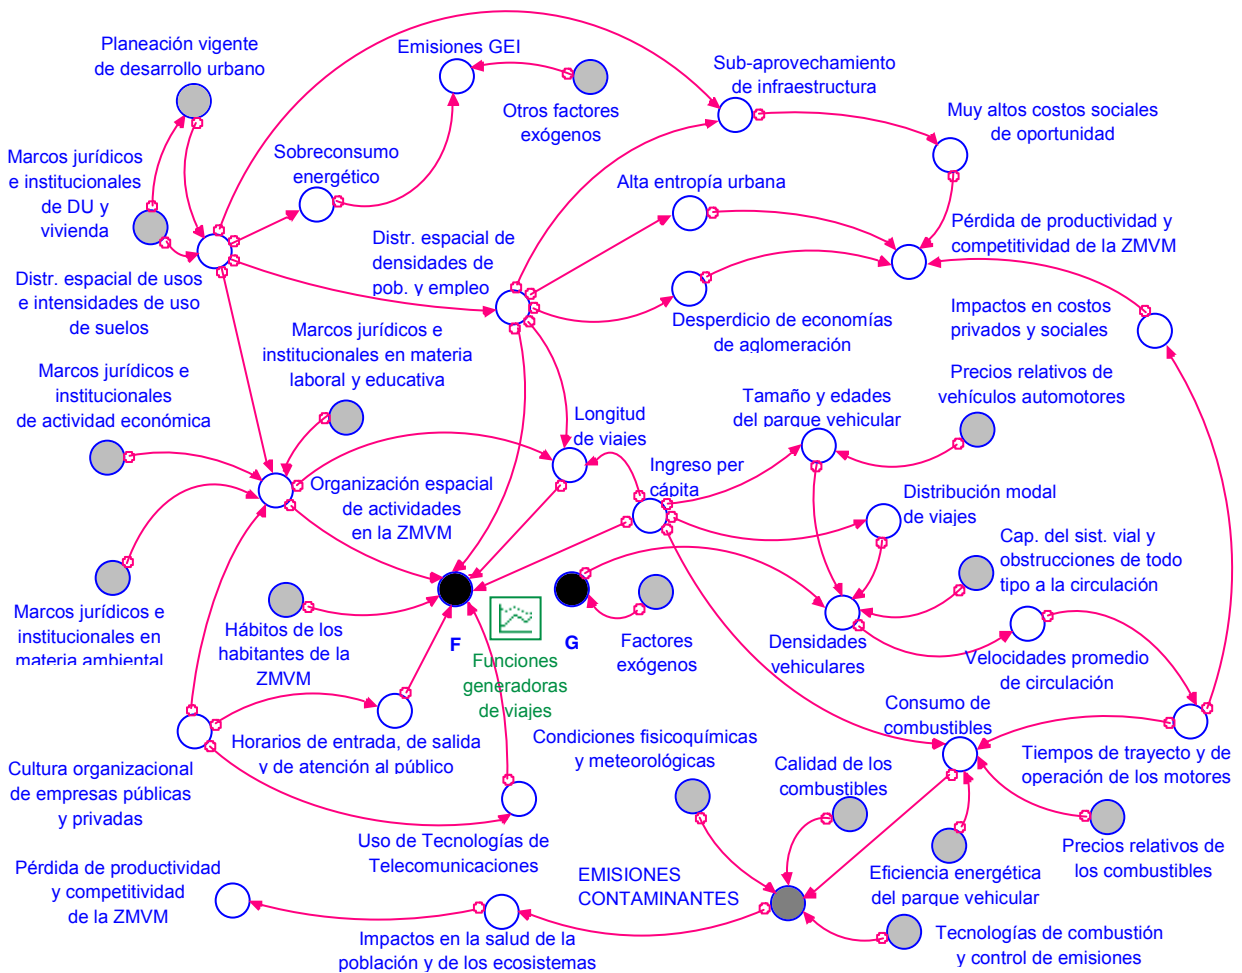 Planeación vigente
de desarrollo urbano
Emisiones GEI
Otros factores
exógenos
Sub-aprovechamiento
de infraestructura
Muy altos costos sociales
de oportunidad
Marcos jurídicos
e institucionales
de DU y
vivienda
Sobreconsumo
energético
Alta entropía urbana
Distr. espacial de
densidades de
pob. y empleo
Pérdida de productividad y
competitividad de la ZMVM
Distr. espacial de usos
e intensidades de uso
de suelos
Desperdicio de economías
de aglomeración
Impactos en costos
privados y sociales
Marcos jurídicos e
institucionales en materia
laboral y educativa
Marcos jurídicos e
institucionales
de actividad económica
Tamaño y edades
del parque vehicular
Precios relativos de
vehículos automotores
Longitud
de viajes
Ingreso per
cápita
Organización espacial
de actividades
en la ZMVM
Distribución modal
de viajes
Cap. del sist. vial y
obstrucciones de todo
tipo a la circulación
Marcos jurídicos e
institucionales en
materia ambiental
Hábitos de los
habitantes de la
ZMVM
F
G
Funciones
generadoras
de viajes
Factores
exógenos
Densidades
vehiculares
Velocidades promedio
de circulación
Consumo de
combustibles
Horarios de entrada, de salida
y de atención al público
Condiciones fisicoquímicas
y meteorológicas
Calidad de los
combustibles
Tiempos de trayecto y de
operación de los motores
Cultura organizacional
de empresas públicas
y privadas
Uso de Tecnologías de
Telecomunicaciones
Precios relativos de
los combustibles
Eficiencia energética
del parque vehicular
Pérdida de productividad
y competitividad
de la ZMVM
EMISIONES
CONTAMINANTES
Impactos en la salud de la
población y de los ecosistemas
Tecnologías de combustión
y control de emisiones